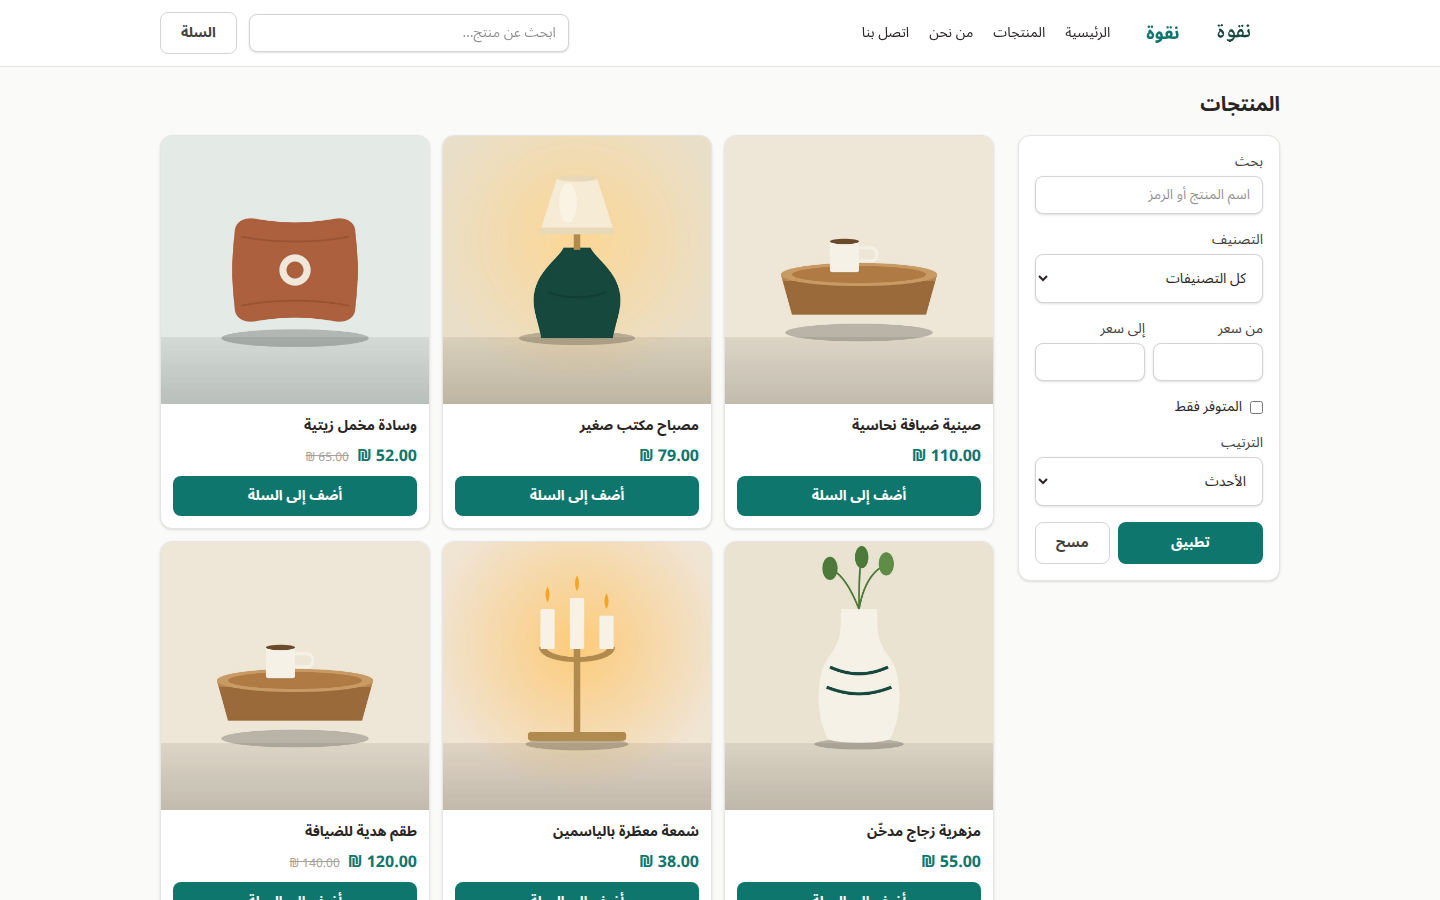 نقوة
نقوة
الرئيسية
المنتجات
من نحن
اتصل بنا
ابحث عن منتج...
السلة
المنتجات
بحث
اسم المنتج أو الرمز
التصنيف
كل التصنيفات
من سعر
إلى سعر
المتوفر فقط
الترتيب
الأحدث
تطبيق
مسح
صينية ضيافة نحاسية
110.00 ₪
أضف إلى السلة
مصباح مكتب صغير
79.00 ₪
أضف إلى السلة
وسادة مخمل زيتية
52.00 ₪ 65.00 ₪
أضف إلى السلة
مزهرية زجاج مدخّن
55.00 ₪
شمعة معطّرة بالياسمين
38.00 ₪
طقم هدية للضيافة
120.00 ₪ 140.00 ₪